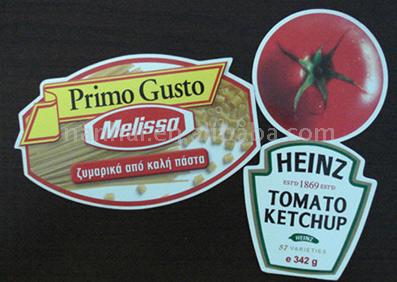 Primo Gusto
Melissa
ζυμαρικά από καλή πάστα
HEINZ
ESTD 1869 ESTD
TOMATO
KETCHUP
HEINZ
57 VARIETIES
e 342 g